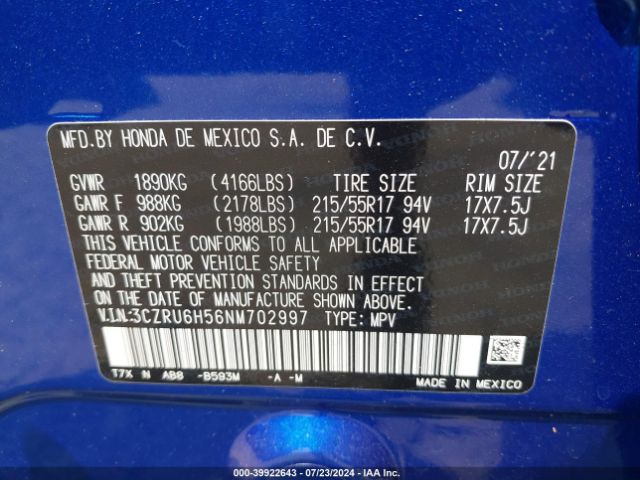 MFD.BY HONDA DE MEXICO S.A. DE C.V.
07/'21
GVWR 1890KG (4166LBS) TIRE SIZE RIM SIZE
GAWR F 988KG (2178LBS) 215/55R17 94V 17X7.5J
GAWR R 902KG (1988LBS) 215/55R17 94V 17X7.5J
THIS VEHICLE CONFORMS TO ALL APPLICABLE
FEDERAL MOTOR VEHICLE SAFETY
AND THEFT PREVENTION STANDARDS IN EFFECT
ON THE DATE OF MANUFACTURE SHOWN ABOVE.
V.I.N:3CZRU6H56NM702997 TYPE: MPV
T7X N AB8 -B593M -A -M
MADE IN MEXICO
000-39922643 - 07/23/2024 - IAA Inc.